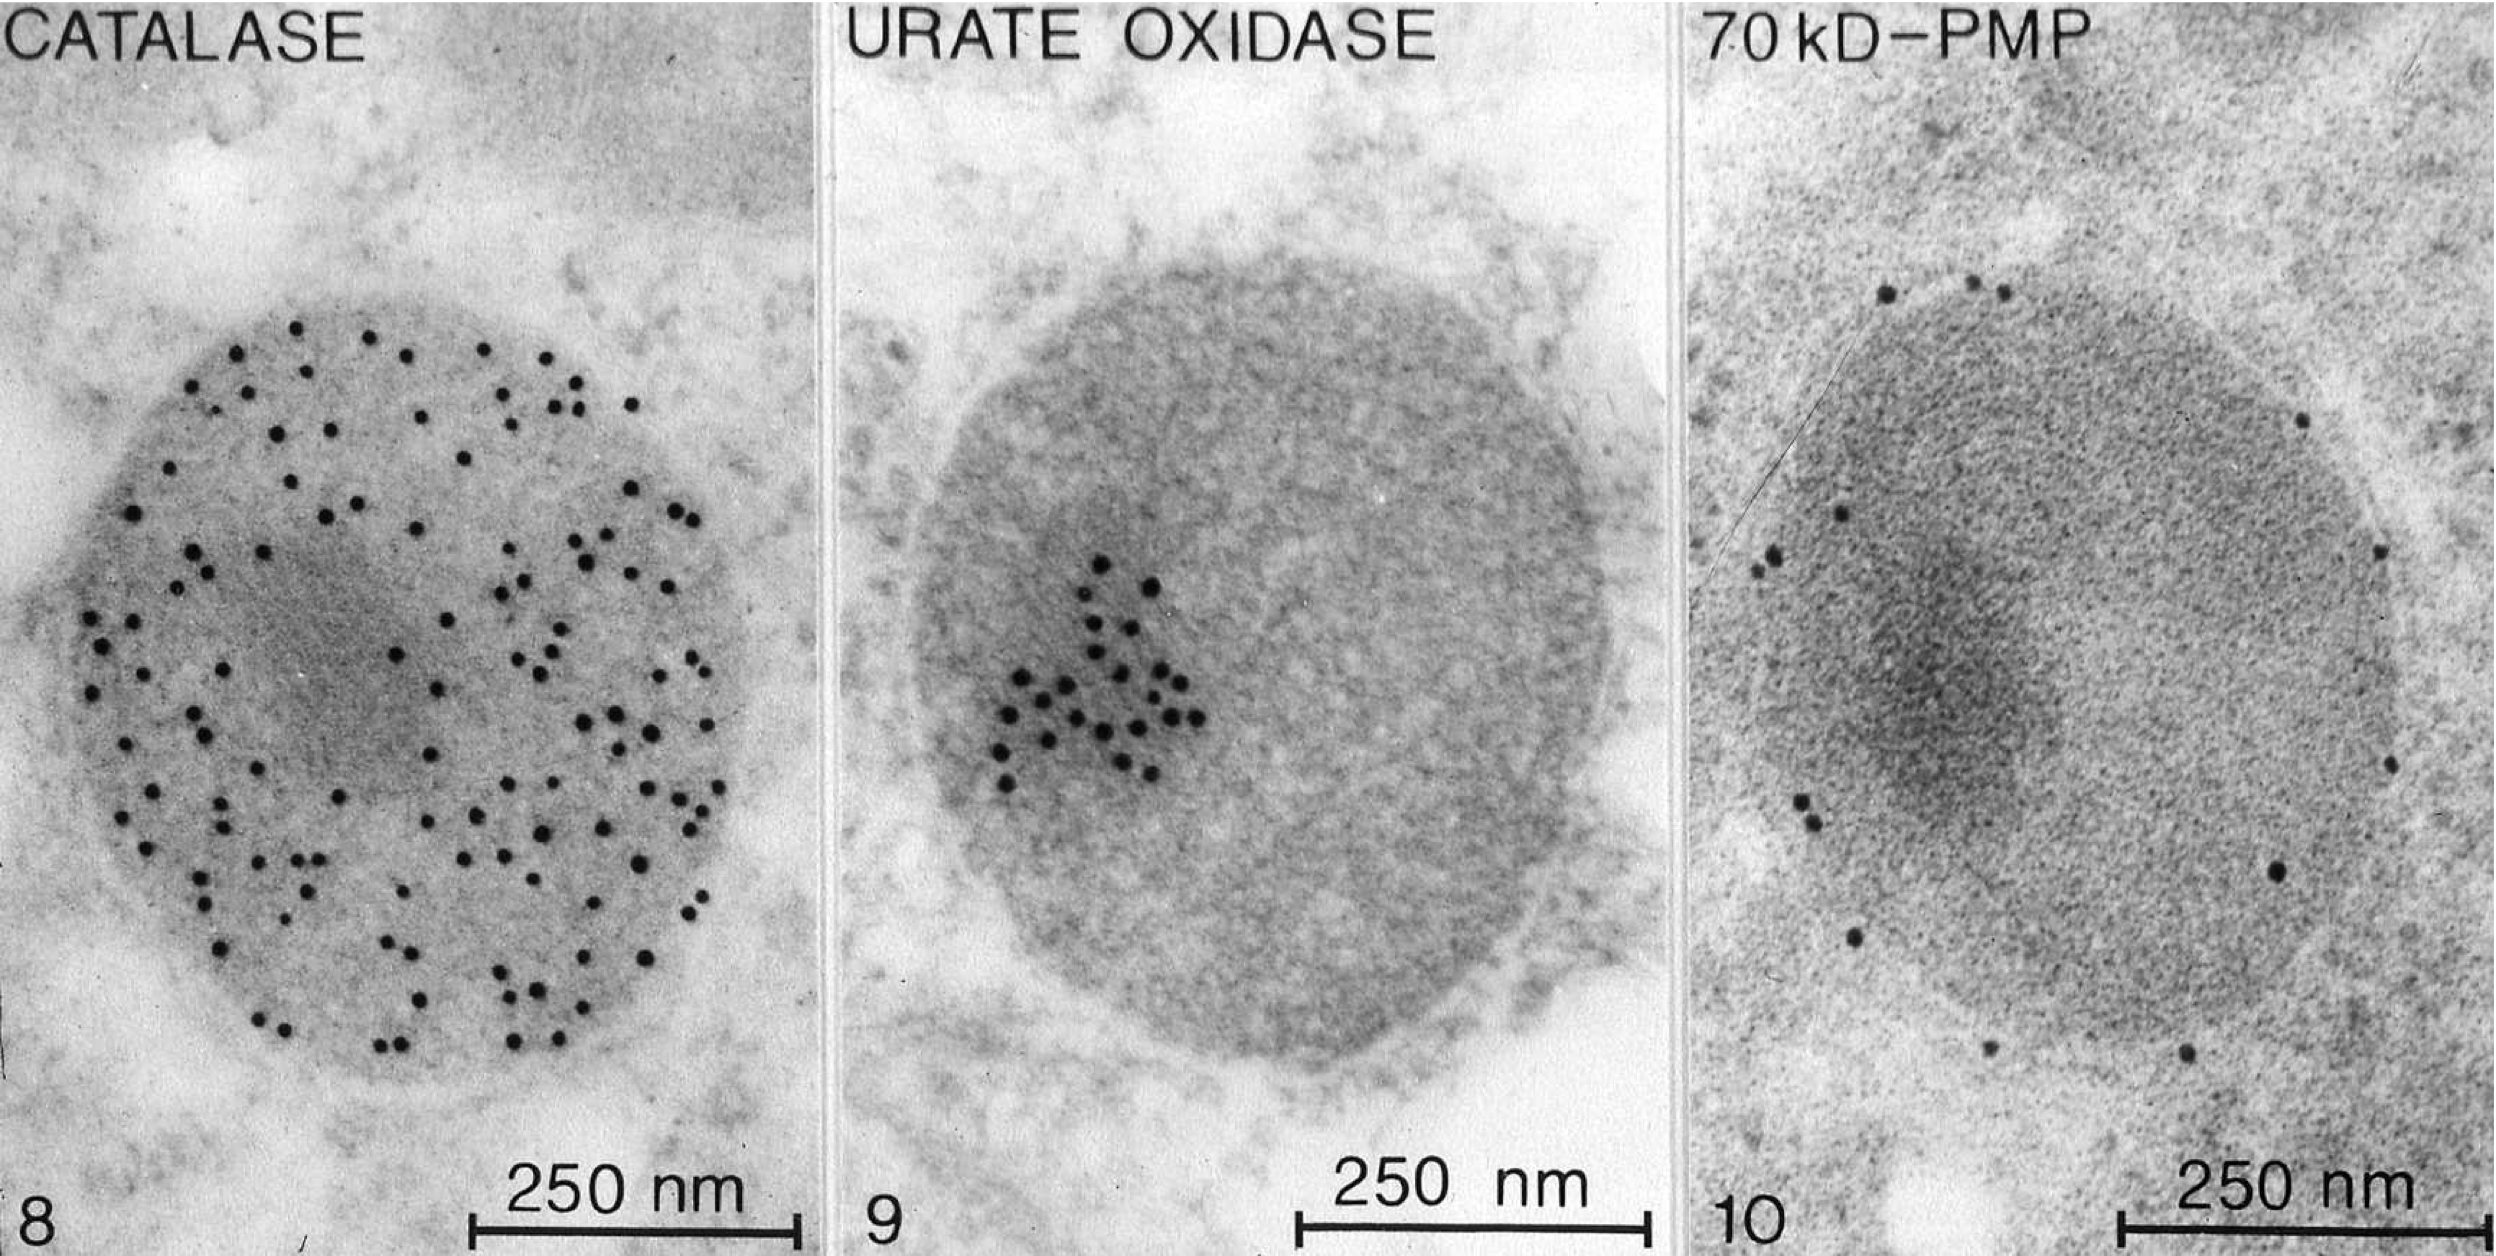 CATALASE
URATE OXIDASE
70 kD-PMP
250 nm
8
250 nm
9
250 nm
10